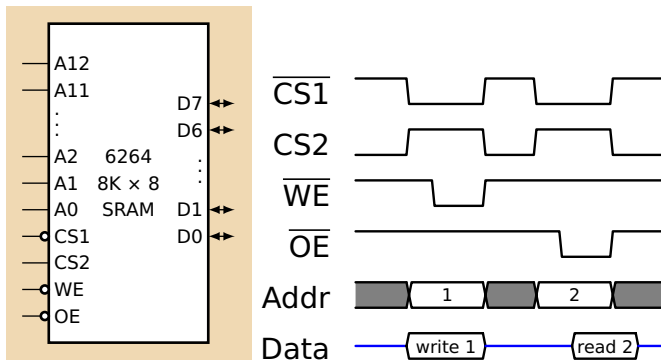 A12
A11
D7
D6
A2 6264
A1 8K × 8
A0 SRAM D1
CS1 D0
CS2
WE
OE
CS1
CS2
WE
OE
Addr 1 2
Data write 1 read 2